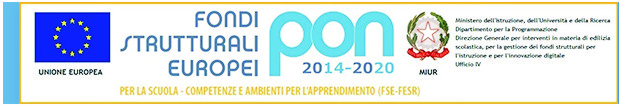 FONDI
STRUTTURALI
EUROPEI
pon
2014-2020
UNIONE EUROPEA
MIUR
Ministero dell'Istruzione, dell'Università e della Ricerca
Dipartimento per la Programmazione
Direzione Generale per interventi in materia di edilizia
scolastica, per la gestione dei fondi strutturali per
l'istruzione e per l'innovazione digitale
Ufficio IV
PER LA SCUOLA - COMPETENZE E AMBIENTI PER L'APPRENDIMENTO (FSE-FESR)